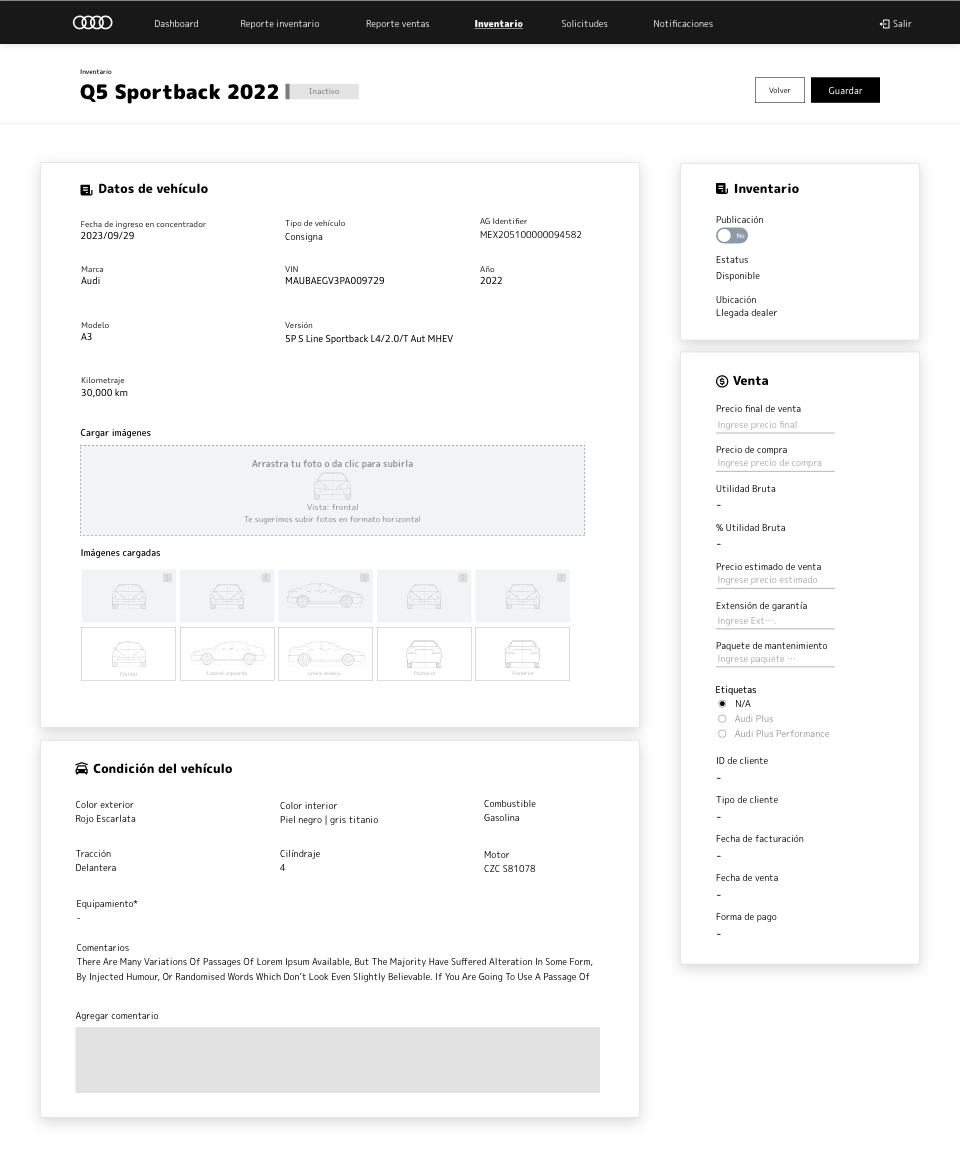 Dashboard
Reporte inventario
Reporte ventas
Inventario
Solicitudes
Notificaciones
Salir
Inventario
Q5 Sportback 2022
Inactivo
Volver
Guardar
Datos de vehículo
Fecha de ingreso en concentrador
2023/09/29
Tipo de vehículo
Consigna
AG Identifier
MEX205100000094582
Marca
Audi
VIN
MAUBAEGV3PA009729
Año
2022
Modelo
A3
Versión
5P S Line Sportback L4/2.0/T Aut MHEV
Kilometraje
30,000 km
Cargar imágenes
Arrastra tu foto o da clic para subirla
Vista: frontal
Te sugerimos subir fotos en formato horizontal
Imágenes cargadas
Frontal
Lateral izquierdo
Lateral derecho
Posterior
Posterior
Condición del vehículo
Color exterior
Rojo Escarlata
Color interior
Piel negro | gris titanio
Combustible
Gasolina
Tracción
Delantera
Cilíndraje
4
Motor
CZC S81078
Equipamiento*
-
Comentarios
There Are Many Variations Of Passages Of Lorem Ipsum Available, But The Majority Have Suffered Alteration In Some Form,
By Injected Humour, Or Randomised Words Which Don't Look Even Slightly Believable. If You Are Going To Use A Passage Of
Agregar comentario
Inventario
Publicación
No
Estatus
Disponible
Ubicación
Llegada dealer
Venta
Precio final de venta
Ingrese precio final
Precio de compra
Ingrese precio de compra
Utilidad Bruta
-
% Utilidad Bruta
-
Precio estimado de venta
Ingrese precio estimado
Extensión de garantía
Ingrese Ext···.
Paquete de mantenimiento
Ingrese paquete ···
Etiquetas
N/A
Audi Plus
Audi Plus Performance
ID de cliente
-
Tipo de cliente
-
Fecha de facturación
-
Fecha de venta
-
Forma de pago
-